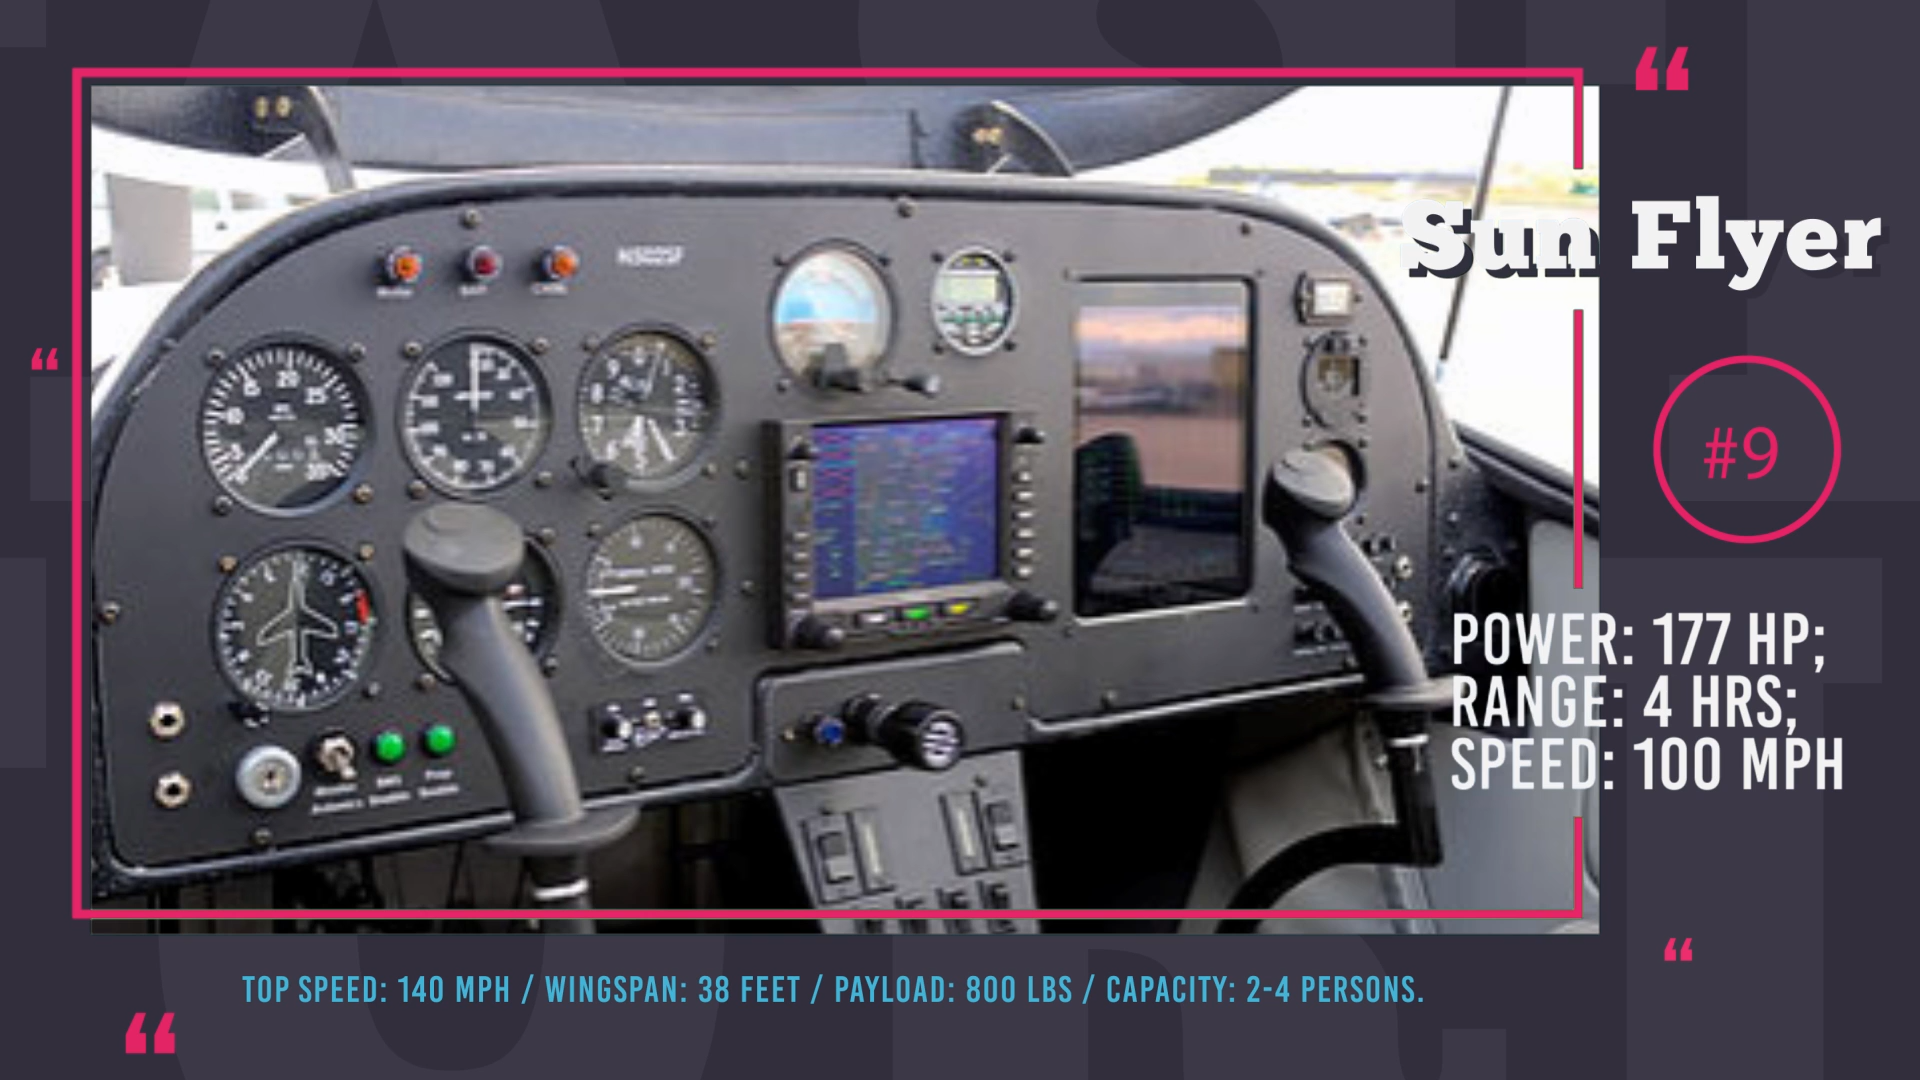 Sun Flyer
#9
POWER: 177 HP;
RANGE: 4 HRS;
SPEED: 100 MPH
TOP SPEED: 140 MPH / WINGSPAN: 38 FEET / PAYLOAD: 800 LBS / CAPACITY: 2-4 PERSONS.